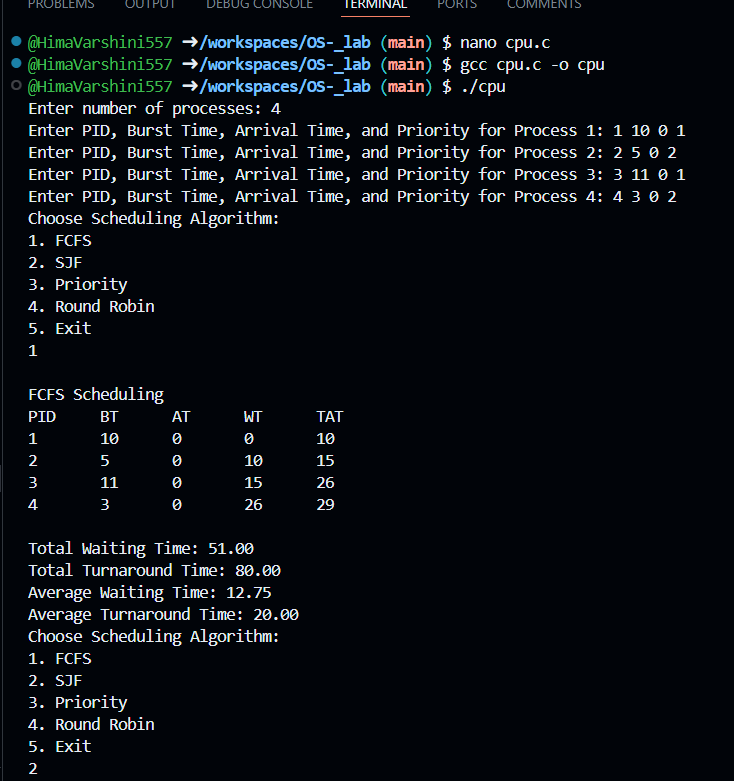 PROBLEMS OUTPUT DEBUG CONSOLE TERMINAL PORTS COMMENTS
@HimaVarshini557 ➜/workspaces/OS-_lab (main) $ nano cpu.c
@HimaVarshini557 ➜/workspaces/OS-_lab (main) $ gcc cpu.c -o cpu
@HimaVarshini557 ➜/workspaces/OS-_lab (main) $ ./cpu
Enter number of processes: 4
Enter PID, Burst Time, Arrival Time, and Priority for Process 1: 1 10 0 1
Enter PID, Burst Time, Arrival Time, and Priority for Process 2: 2 5 0 2
Enter PID, Burst Time, Arrival Time, and Priority for Process 3: 3 11 0 1
Enter PID, Burst Time, Arrival Time, and Priority for Process 4: 4 3 0 2
Choose Scheduling Algorithm:
1. FCFS
2. SJF
3. Priority
4. Round Robin
5. Exit
1
FCFS Scheduling
PID BT AT WT TAT
1 10 0 0 10
2 5 0 10 15
3 11 0 15 26
4 3 0 26 29
Total Waiting Time: 51.00
Total Turnaround Time: 80.00
Average Waiting Time: 12.75
Average Turnaround Time: 20.00
Choose Scheduling Algorithm:
1. FCFS
2. SJF
3. Priority
4. Round Robin
5. Exit
2